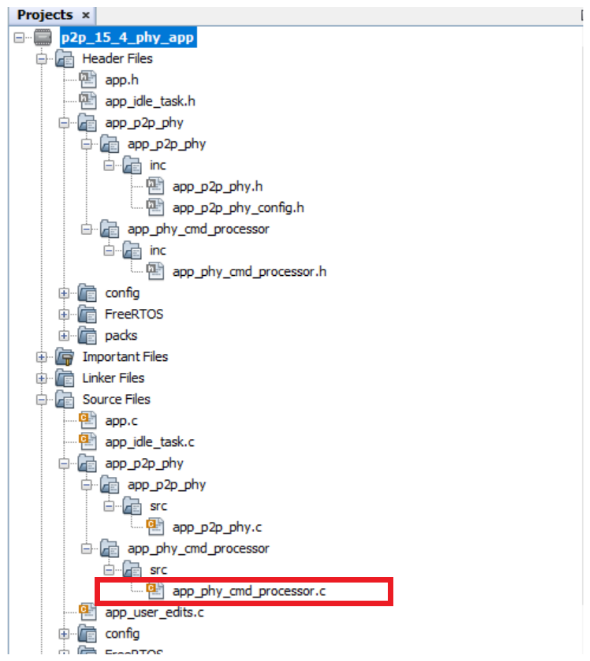 Projects ×
p2p_15_4_phy_app
Header Files
app.h
app_idle_task.h
app_p2p_phy
app_p2p_phy
inc
app_p2p_phy.h
app_p2p_phy_config.h
app_phy_cmd_processor
inc
app_phy_cmd_processor.h
config
FreeRTOS
packs
Important Files
Linker Files
Source Files
app.c
app_idle_task.c
app_p2p_phy
app_p2p_phy
src
app_p2p_phy.c
app_phy_cmd_processor
src
app_phy_cmd_processor.c
app_user_edits.c
config
FreeRTOS